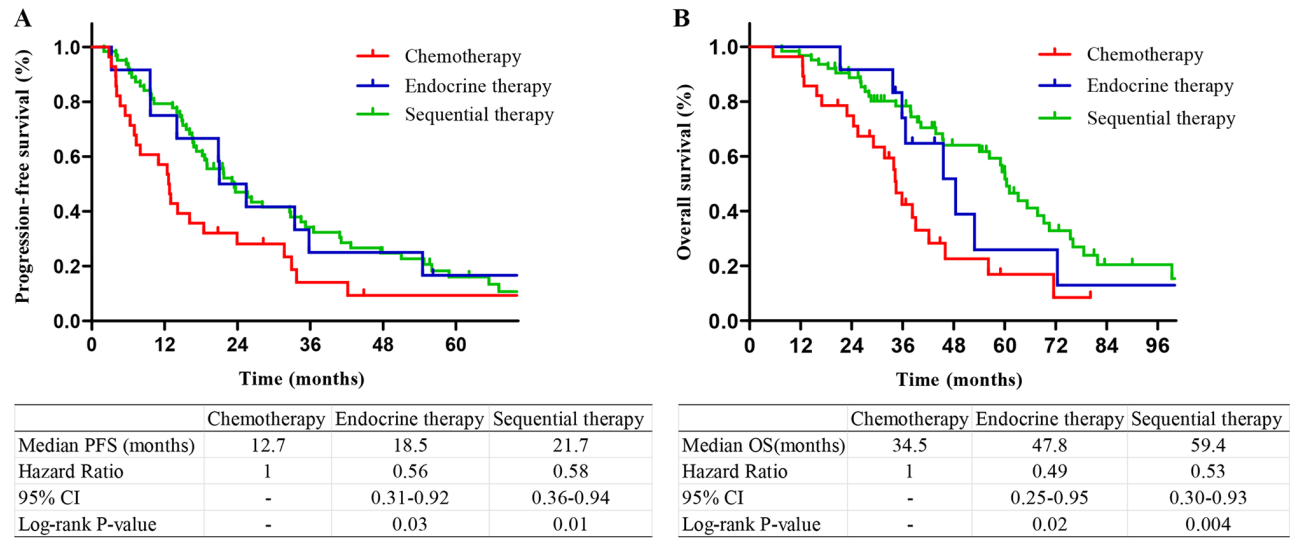 A
Progression-free survival (%)
1.0
0.8
0.6
0.4
0.2
0.0
0 12 24 36 48 60
Time (months)
Chemotherapy
Endocrine therapy
Sequential therapy
Chemotherapy Endocrine therapy Sequential therapy
Median PFS (months) 12.7 18.5 21.7
Hazard Ratio 1 0.56 0.58
95% CI - 0.31-0.92 0.36-0.94
Log-rank P-value - 0.03 0.01
B
Overall survival (%)
1.0
0.8
0.6
0.4
0.2
0.0
0 12 24 36 48 60 72 84 96
Time (months)
Chemotherapy
Endocrine therapy
Sequential therapy
Chemotherapy Endocrine therapy Sequential therapy
Median OS(months) 34.5 47.8 59.4
Hazard Ratio 1 0.49 0.53
95% CI - 0.25-0.95 0.30-0.93
Log-rank P-value - 0.02 0.004